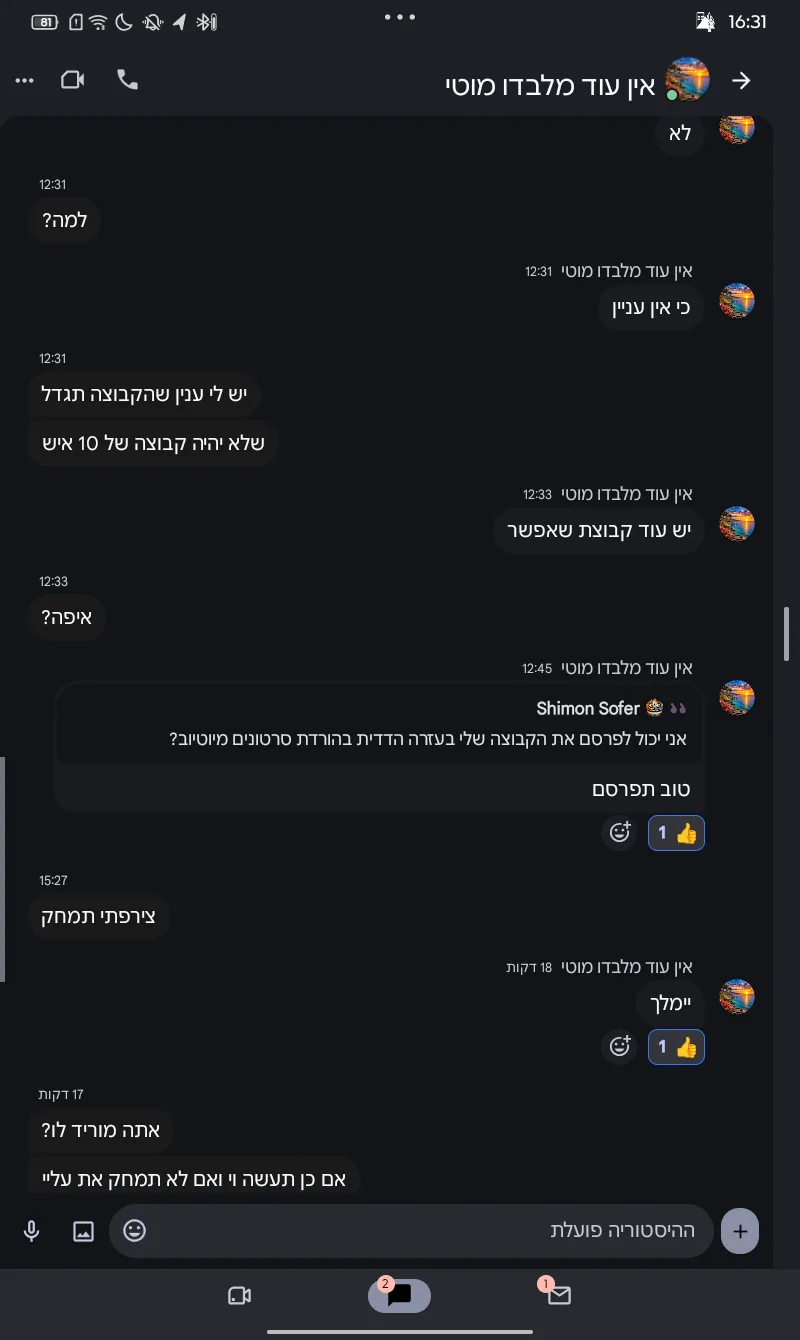 81
16:31
אין עוד מלבדו מוטי
לא
12:31
למה?
אין עוד מלבדו מוטי 12:31
כי אין עניין
12:31
יש לי ענין שהקבוצה תגדל
שלא יהיה קבוצה של 10 איש
אין עוד מלבדו מוטי 12:33
יש עוד קבוצת שאפשר
12:33
איפה?
אין עוד מלבדו מוטי 12:45
Shimon Sofer
אני יכול לפרסם את הקבוצה שלי בעזרה הדדית בהורדת סרטונים מיוטיוב?
טוב תפרסם
👍 1
15:27
צירפתי תמחק
אין עוד מלבדו מוטי 18 דקות
יימלך
👍 1
17 דקות
אתה מוריד לו?
אם כן תעשה וי ואם לא תמחק את עליי
ההיסטוריה פועלת
1
2